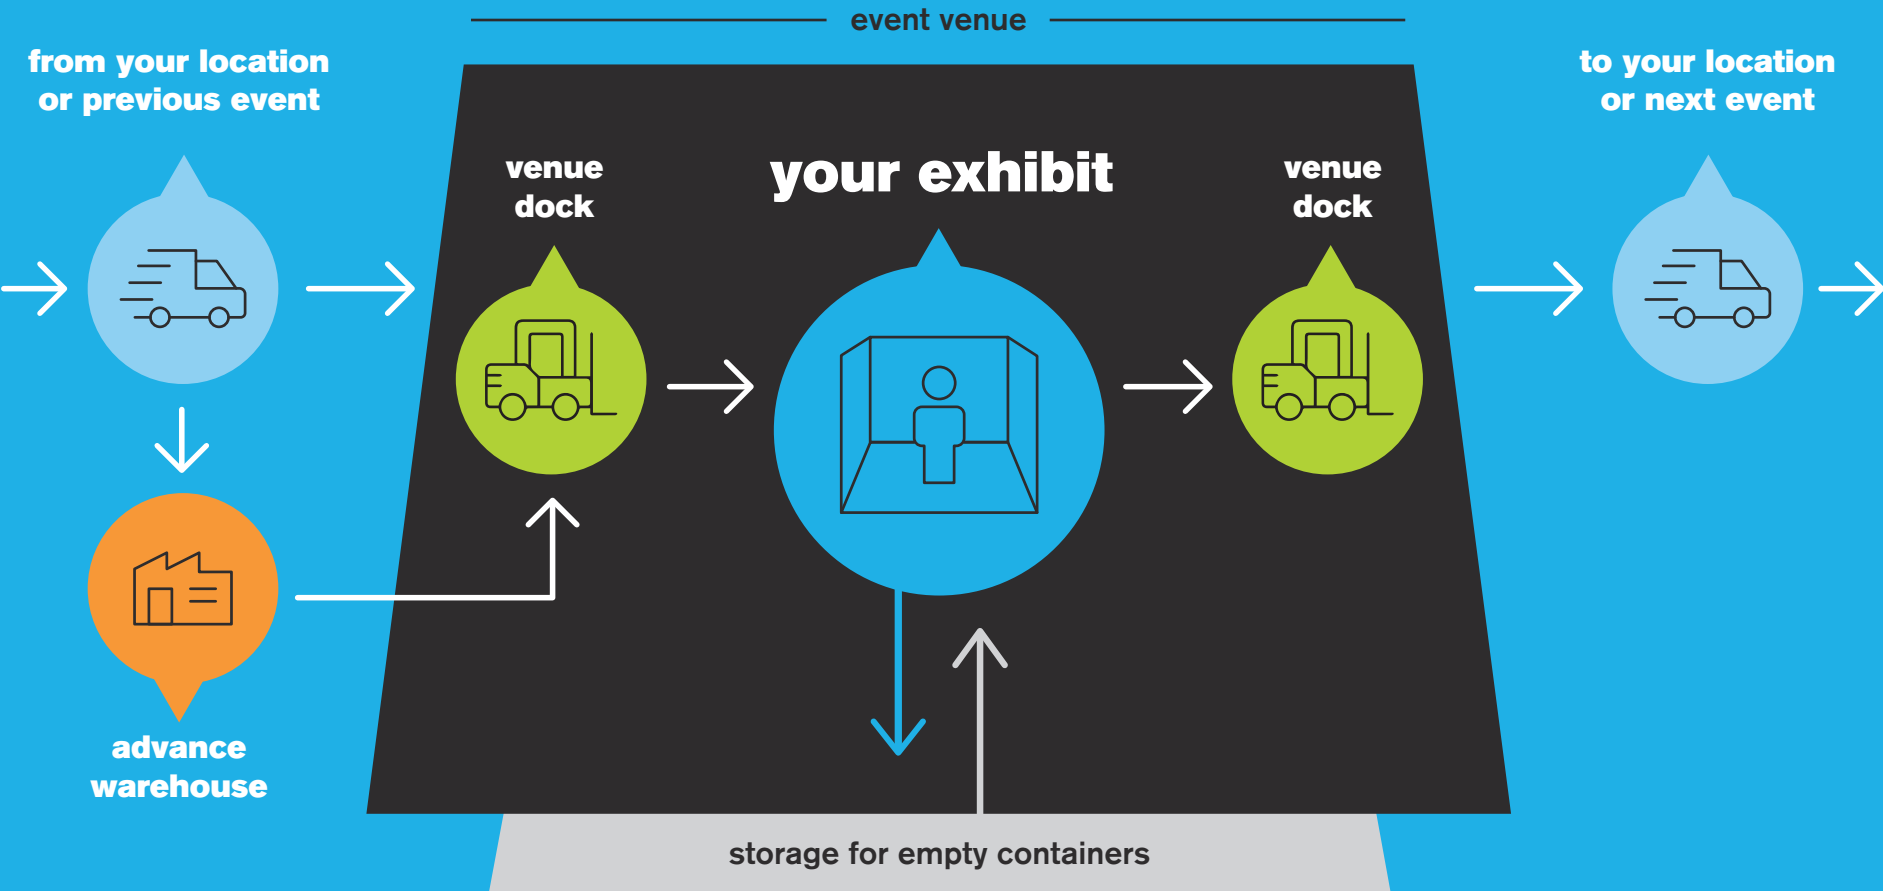 event venue
from your location
or previous event
to your location
or next event
venue
dock
your exhibit
venue
dock
advance
warehouse
storage for empty containers